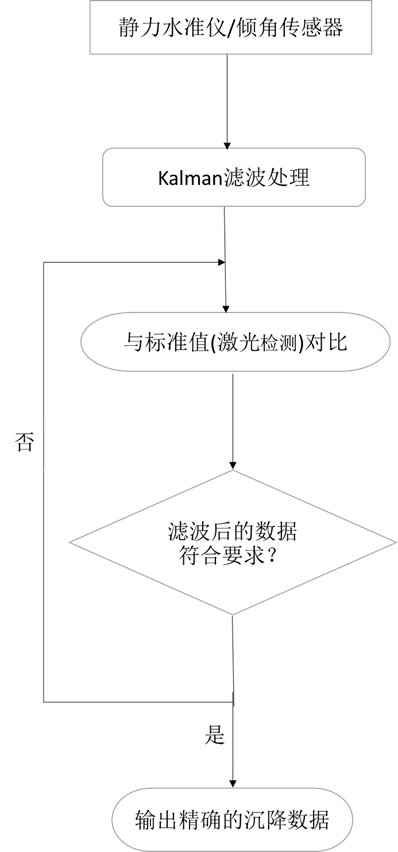 静力水准仪/倾角传感器
Kalman滤波处理
与标准值(激光检测)对比
否
滤波后的数据
符合要求？
是
输出精确的沉降数据